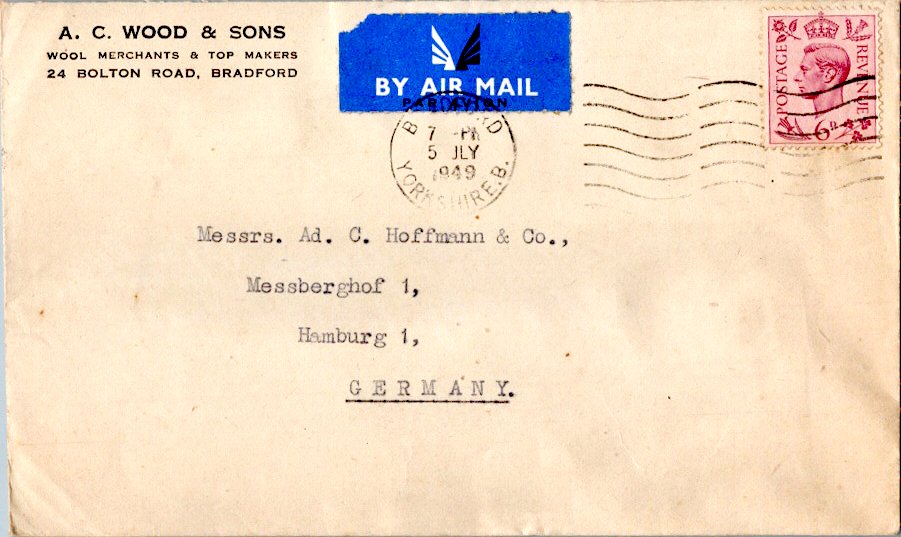 A. C. WOOD & SONS
WOOL MERCHANTS & TOP MAKERS
24 BOLTON ROAD, BRADFORD
BY AIR MAIL
PAR AVION
7 - PM
5 JLY
1949
YORKSHIRE. B.
POSTAGE
REVENUE
6D
Messrs. Ad. C. Hoffmann & Co.,
Messberghof 1,
Hamburg 1,
GERMANY.